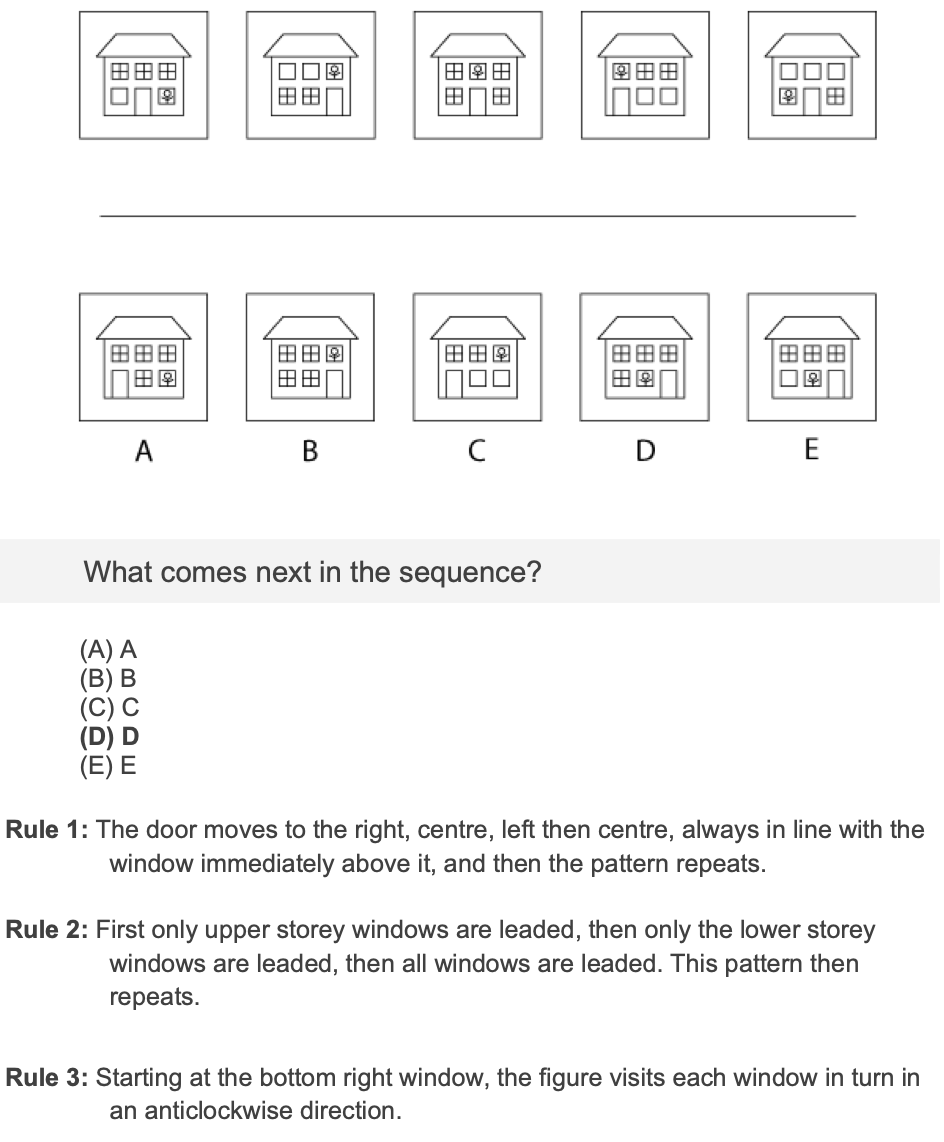 A
B
C
D
E
What comes next in the sequence?
(A) A
(B) B
(C) C
(D) D
(E) E
Rule 1: The door moves to the right, centre, left then centre, always in line with the
window immediately above it, and then the pattern repeats.
Rule 2: First only upper storey windows are leaded, then only the lower storey
windows are leaded, then all windows are leaded. This pattern then
repeats.
Rule 3: Starting at the bottom right window, the figure visits each window in turn in
an anticlockwise direction.